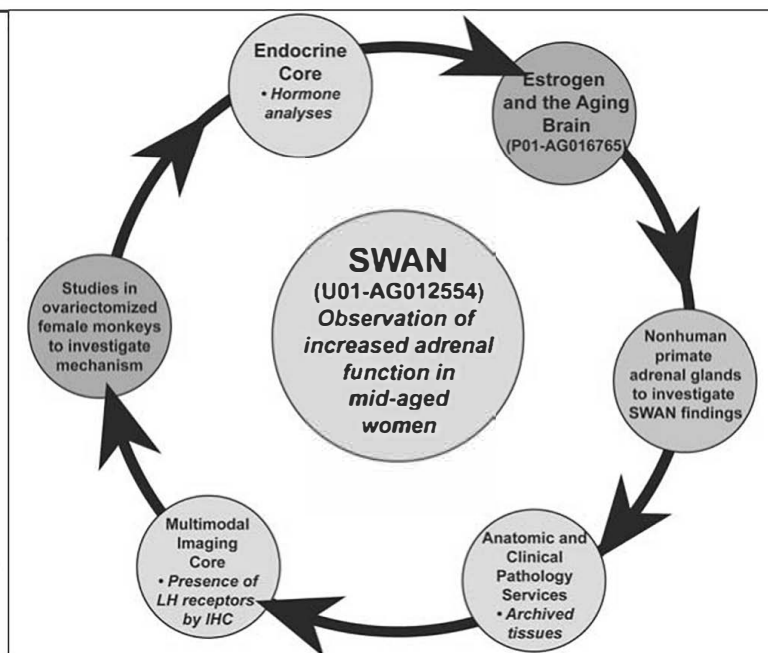 Endocrine
Core
• Hormone
analyses
Estrogen
and the Aging
Brain
(P01-AG016765)
Nonhuman
primate
adrenal glands
to investigate
SWAN findings
Anatomic and
Clinical
Pathology
Services
• Archived
tissues
Multimodal
Imaging
Core
• Presence of
LH receptors
by IHC
Studies in
ovariectomized
female monkeys
to investigate
mechanism
SWAN
(U01-AG012554)
Observation of
increased adrenal
function in
mid-aged
women